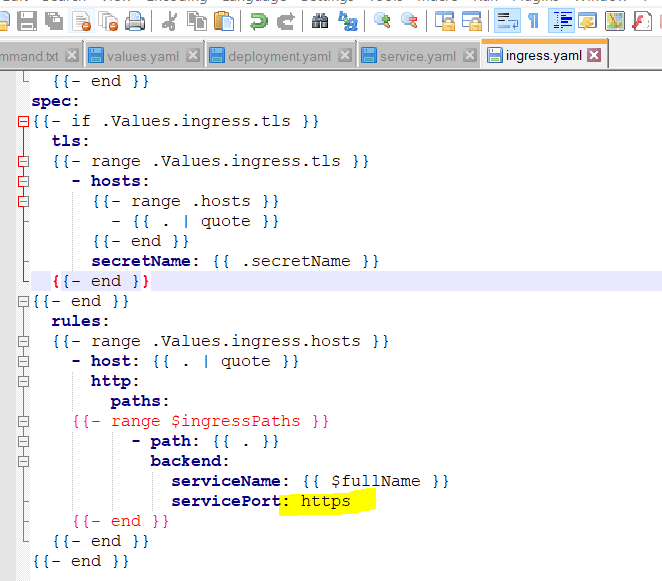 mmand.txt values.yaml deployment.yaml service.yaml ingress.yaml
{{- end }}
spec:
{{- if .Values.ingress.tls }}
tls:
{{- range .Values.ingress.tls }}
- hosts:
{{- range .hosts }}
- {{ . | quote }}
{{- end }}
secretName: {{ .secretName }}
{{- end }}
{{- end }}
rules:
{{- range .Values.ingress.hosts }}
- host: {{ . | quote }}
http:
paths:
{{- range $ingressPaths }}
- path: {{ . }}
backend:
serviceName: {{ $fullName }}
servicePort: https
{{- end }}
{{- end }}
{{- end }}